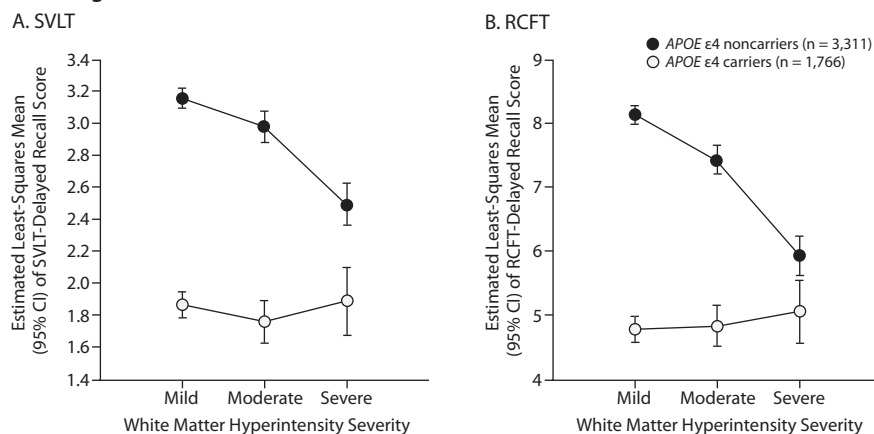 A. SVLT
Estimated Least-Squares Mean
(95% CI) of SVLT-Delayed Recall Score
3.4
3.2
3.0
2.8
2.6
2.4
2.2
2.0
1.8
1.6
1.4
Mild Moderate Severe
White Matter Hyperintensity Severity
B. RCFT
APOE ε4 noncarriers (n = 3,311)
APOE ε4 carriers (n = 1,766)
Estimated Least-Squares Mean
(95% CI) of RCFT-Delayed Recall Score
9
8
7
6
5
4
Mild Moderate Severe
White Matter Hyperintensity Severity